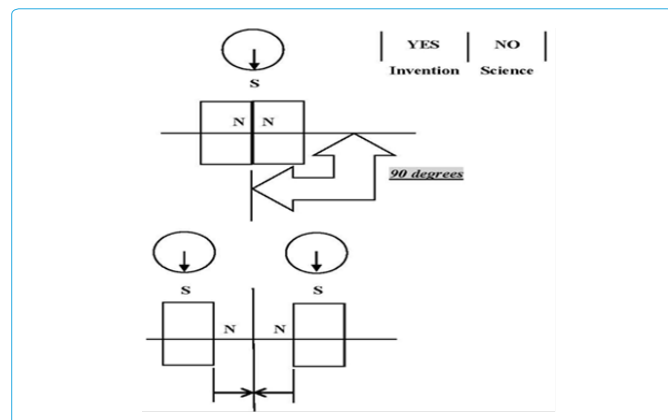 YES NO
Invention Science
S
N N
90 degrees
S S
N N